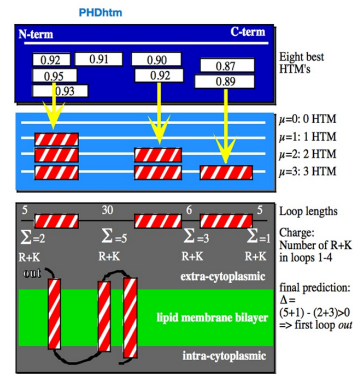 PHDhtm
N-term C-term
0.92 0.91 0.90 0.87
0.95 0.92 0.89
0.93
Eight best
HTM's
μ=0: 0 HTM
μ=1: 1 HTM
μ=2: 2 HTM
μ=3: 3 HTM
5 30 6 5
Loop lengths
Σ=2 Σ=5 Σ=3 Σ=1
R+K R+K R+K R+K
Charge:
Number of R+K
in loops 1-4
out
extra-cytoplasmic
lipid membrane bilayer
intra-cytoplasmic
final prediction:
Δ =
(5+1) - (2+3)>0
=> first loop out